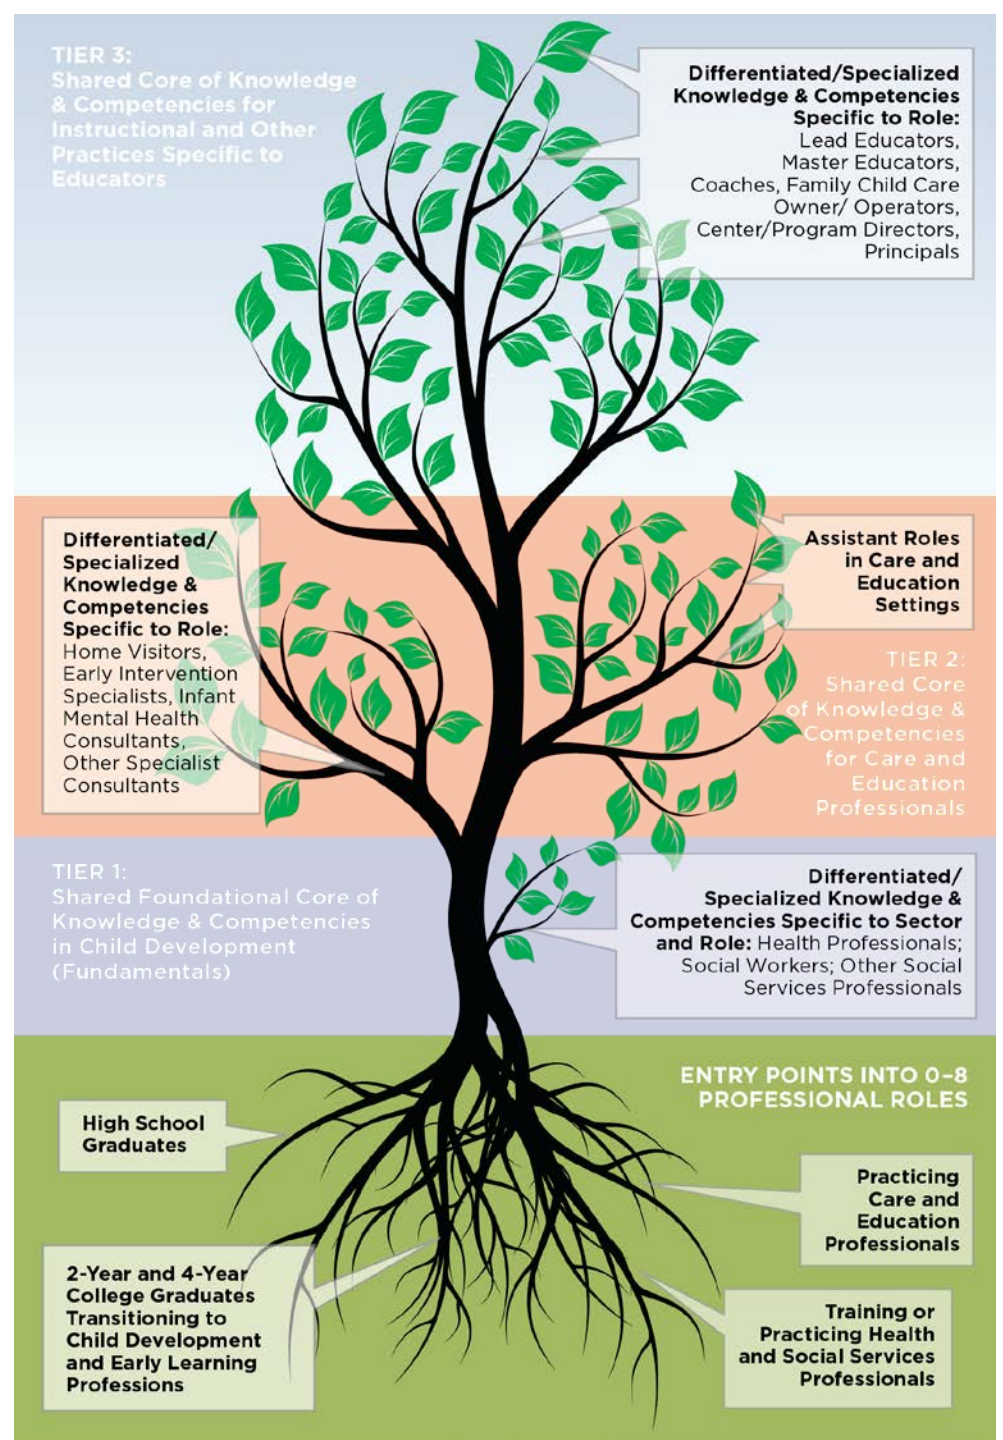 TIER 3:
Shared Core of Knowledge
& Competencies for
Instructional and Other
Practices Specific to
Educators
Differentiated/Specialized
Knowledge & Competencies
Specific to Role:
Lead Educators,
Master Educators,
Coaches, Family Child Care
Owner/ Operators,
Center/Program Directors,
Principals
Differentiated/
Specialized
Knowledge &
Competencies
Specific to Role:
Home Visitors,
Early Intervention
Specialists, Infant
Mental Health
Consultants,
Other Specialist
Consultants
Assistant Roles
in Care and
Education
Settings
TIER 2:
Shared Core
of Knowledge &
Competencies
for Care and
Education
Professionals
TIER 1:
Shared Foundational Core of
Knowledge & Competencies
in Child Development
(Fundamentals)
Differentiated/
Specialized Knowledge &
Competencies Specific to Sector
and Role: Health Professionals;
Social Workers; Other Social
Services Professionals
ENTRY POINTS INTO 0–8
PROFESSIONAL ROLES
High School
Graduates
Practicing
Care and
Education
Professionals
2-Year and 4-Year
College Graduates
Transitioning to
Child Development
and Early Learning
Professions
Training or
Practicing Health
and Social Services
Professionals